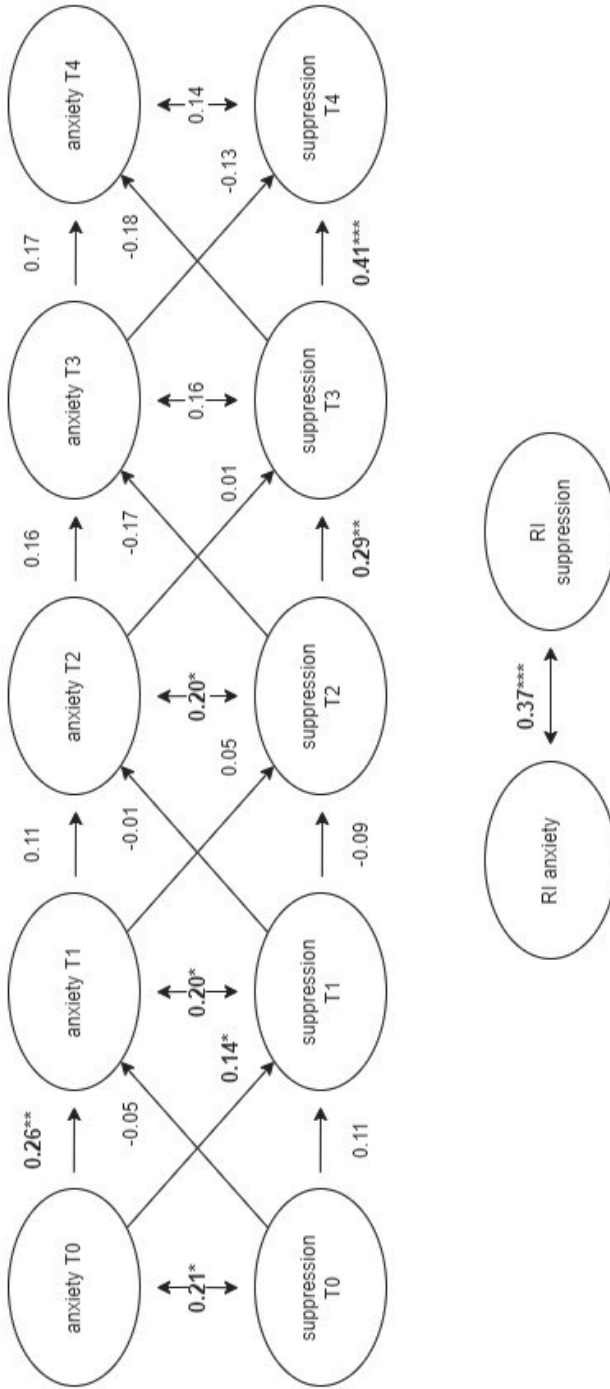 anxiety T0
0.26**
anxiety T1
0.11
anxiety T2
0.16
anxiety T3
0.17
anxiety T4
0.21*
-0.05
0.14*
0.20*
-0.01
0.05
0.20*
-0.17
0.01
0.16
-0.18
-0.13
0.14
suppression
T0
0.11
suppression
T1
-0.09
suppression
T2
0.29**
suppression
T3
0.41***
suppression
T4
RI anxiety
0.37***
RI
suppression